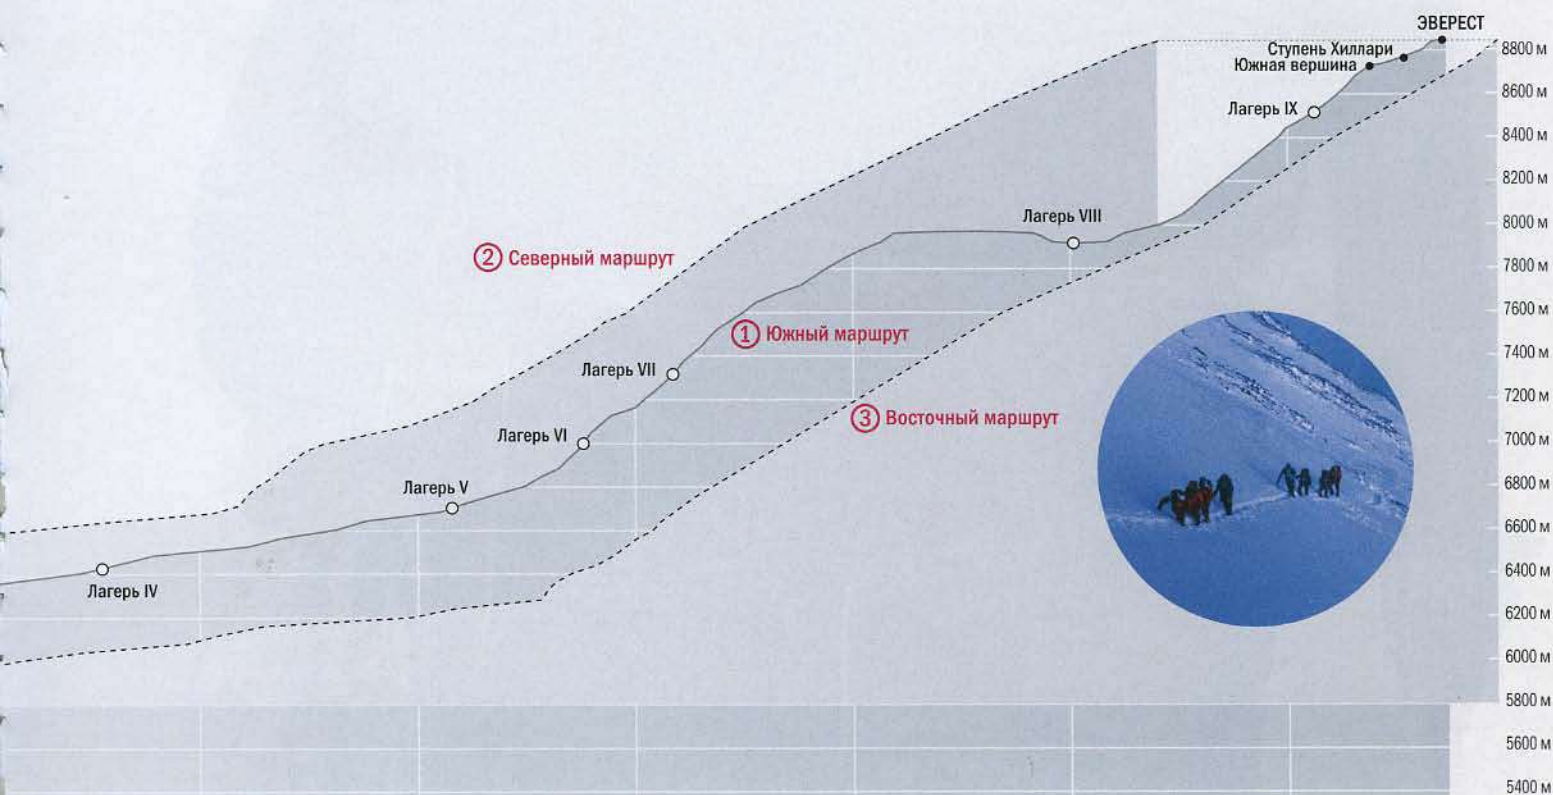 ЭВЕРЕСТ
Ступень Хиллари
Южная вершина
Лагерь IX
Лагерь VIII
② Северный маршрут
① Южный маршрут
Лагерь VII
③ Восточный маршрут
Лагерь VI
Лагерь V
Лагерь IV
8800 м
8600 м
8400 м
8200 м
8000 м
7800 м
7600 м
7400 м
7200 м
7000 м
6800 м
6600 м
6400 м
6200 м
6000 м
5800 м
5600 м
5400 м